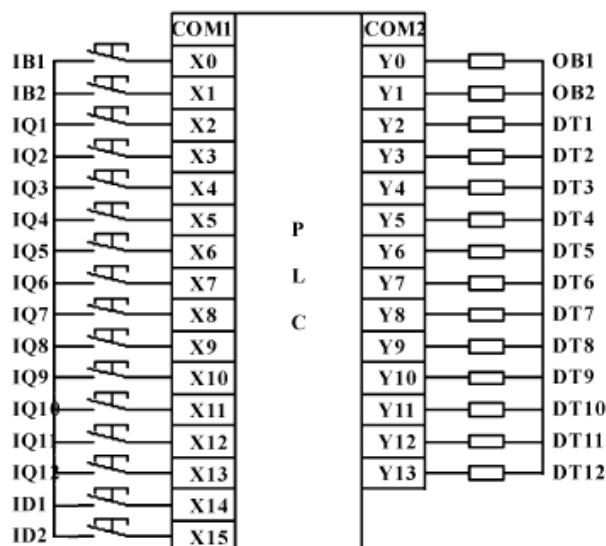 COM1 COM2
IB1 X0 Y0 OB1
IB2 X1 Y1 OB2
IQ1 X2 Y2 DT1
IQ2 X3 Y3 DT2
IQ3 X4 Y4 DT3
IQ4 X5 Y5 DT4
IQ5 X6 P Y6 DT5
IQ6 X7 L Y7 DT6
IQ7 X8 C Y8 DT7
IQ8 X9 Y9 DT8
IQ9 X10 Y10 DT9
IQ10 X11 Y11 DT10
IQ11 X12 Y12 DT11
IQ12 X13 Y13 DT12
ID1 X14
ID2 X15